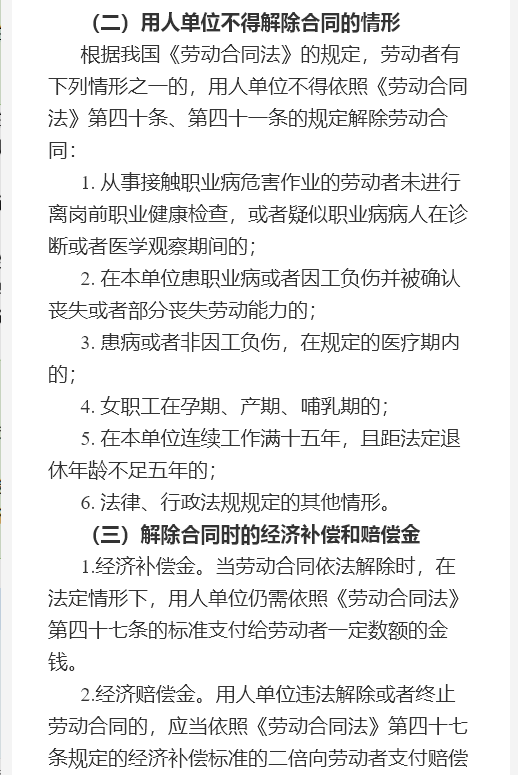 （二）用人单位不得解除合同的情形
根据我国《劳动合同法》的规定，劳动者有
下列情形之一的，用人单位不得依照《劳动合同
法》第四十条、第四十一条的规定解除劳动合
同：
1. 从事接触职业病危害作业的劳动者未进行
离岗前职业健康检查，或者疑似职业病病人在诊
断或者医学观察期间的；
2. 在本单位患职业病或者因工负伤并被确认
丧失或者部分丧失劳动能力的；
3. 患病或者非因工负伤，在规定的医疗期内
的；
4. 女职工在孕期、产期、哺乳期的；
5. 在本单位连续工作满十五年，且距法定退
休年龄不足五年的；
6. 法律、行政法规规定的其他情形。
（三）解除合同时的经济补偿和赔偿金
1.经济补偿金。当劳动合同依法解除时，在
法定情形下，用人单位仍需依照《劳动合同法》
第四十七条的标准支付给劳动者一定数额的金
钱。
2.经济赔偿金。用人单位违法解除或者终止
劳动合同的，应当依照《劳动合同法》第四十七
条规定的经济补偿标准的二倍向劳动者支付赔偿